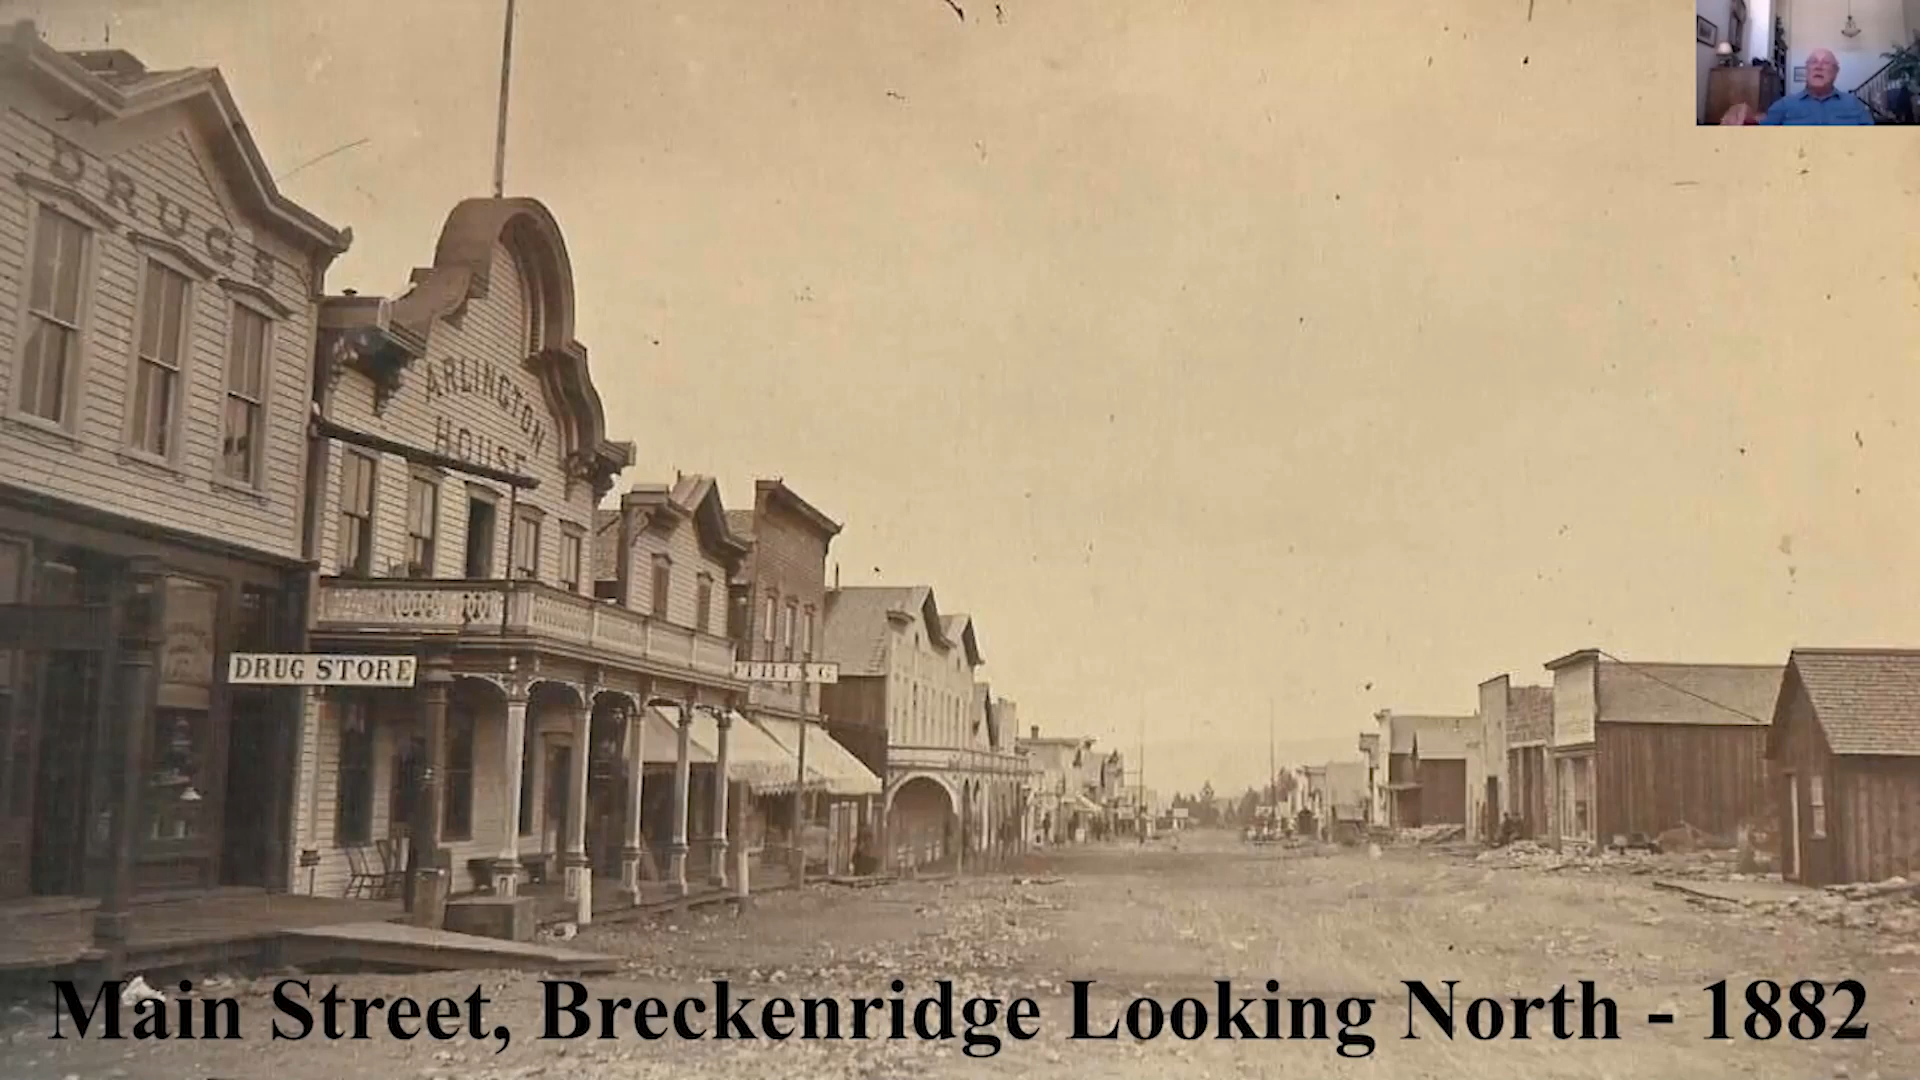 DRUGS
ARLINGTON
HOUSE
DRUG STORE
Main Street, Breckenridge Looking North - 1882